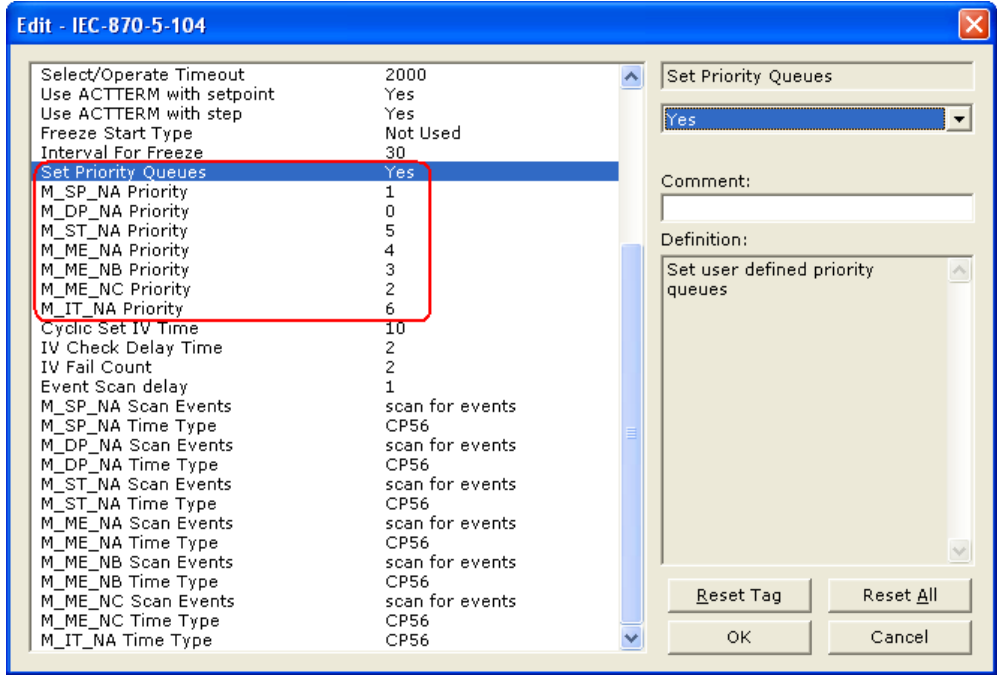 Edit - IEC-870-5-104
Select/Operate Timeout 2000
Use ACTTERM with setpoint Yes
Use ACTTERM with step Yes
Freeze Start Type Not Used
Interval For Freeze 30
Set Priority Queues Yes
M_SP_NA Priority 1
M_DP_NA Priority 0
M_ST_NA Priority 5
M_ME_NA Priority 4
M_ME_NB Priority 3
M_ME_NC Priority 2
M_IT_NA Priority 6
Cyclic Set IV Time 10
IV Check Delay Time 2
IV Fail Count 2
Event Scan delay 1
M_SP_NA Scan Events scan for events
M_SP_NA Time Type CP56
M_DP_NA Scan Events scan for events
M_DP_NA Time Type CP56
M_ST_NA Scan Events scan for events
M_ST_NA Time Type CP56
M_ME_NA Scan Events scan for events
M_ME_NA Time Type CP56
M_ME_NB Scan Events scan for events
M_ME_NB Time Type CP56
M_ME_NC Scan Events scan for events
M_ME_NC Time Type CP56
M_IT_NA Time Type CP56
Set Priority Queues
Yes
Comment:
Definition:
Set user defined priority
queues
Reset Tag
Reset All
OK
Cancel